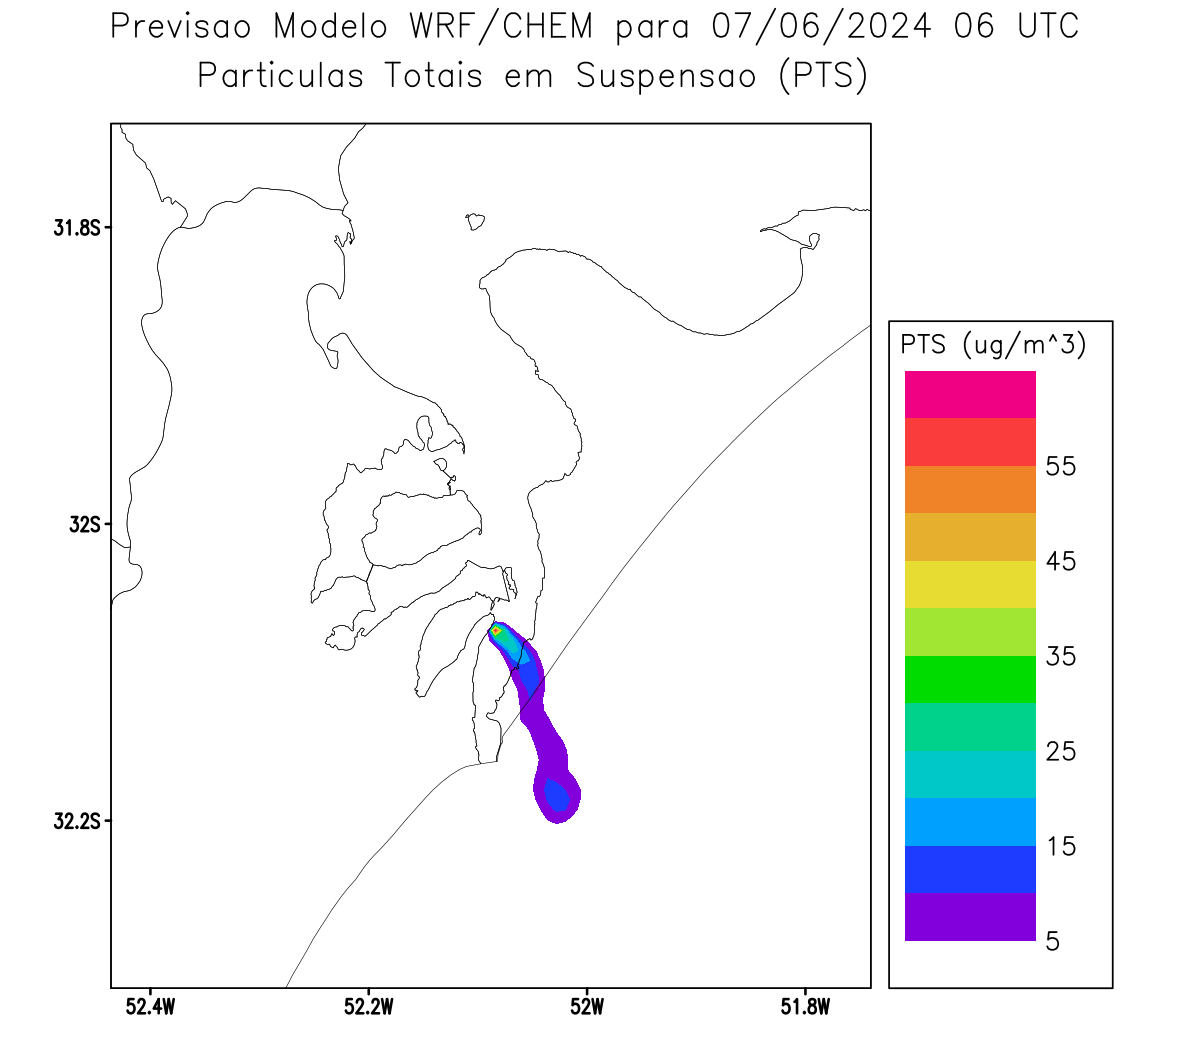 Previsao Modelo WRF/CHEM para 07/06/2024 06 UTC
Particulas Totais em Suspensao (PTS)
31.8S
32S
32.2S
52.4W 52.2W 52W 51.8W
PTS (ug/m^3)
55
45
35
25
15
5